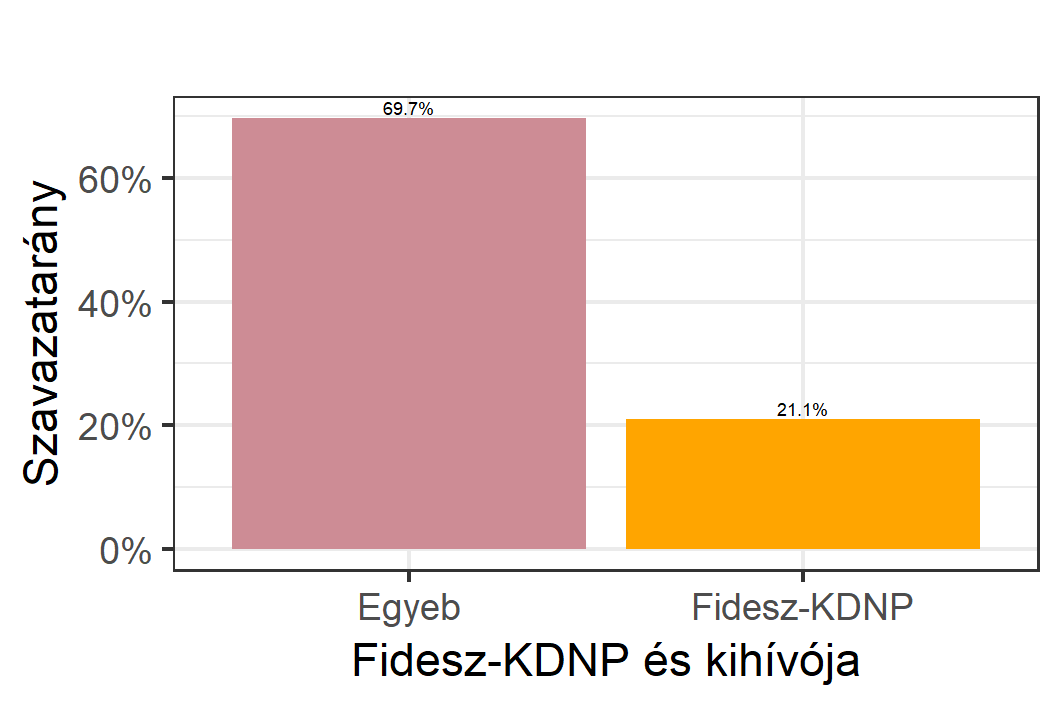 69.7%
21.1%
60%
40%
20%
0%
Szavazatarány
Egyeb
Fidesz-KDNP
Fidesz-KDNP és kihívója